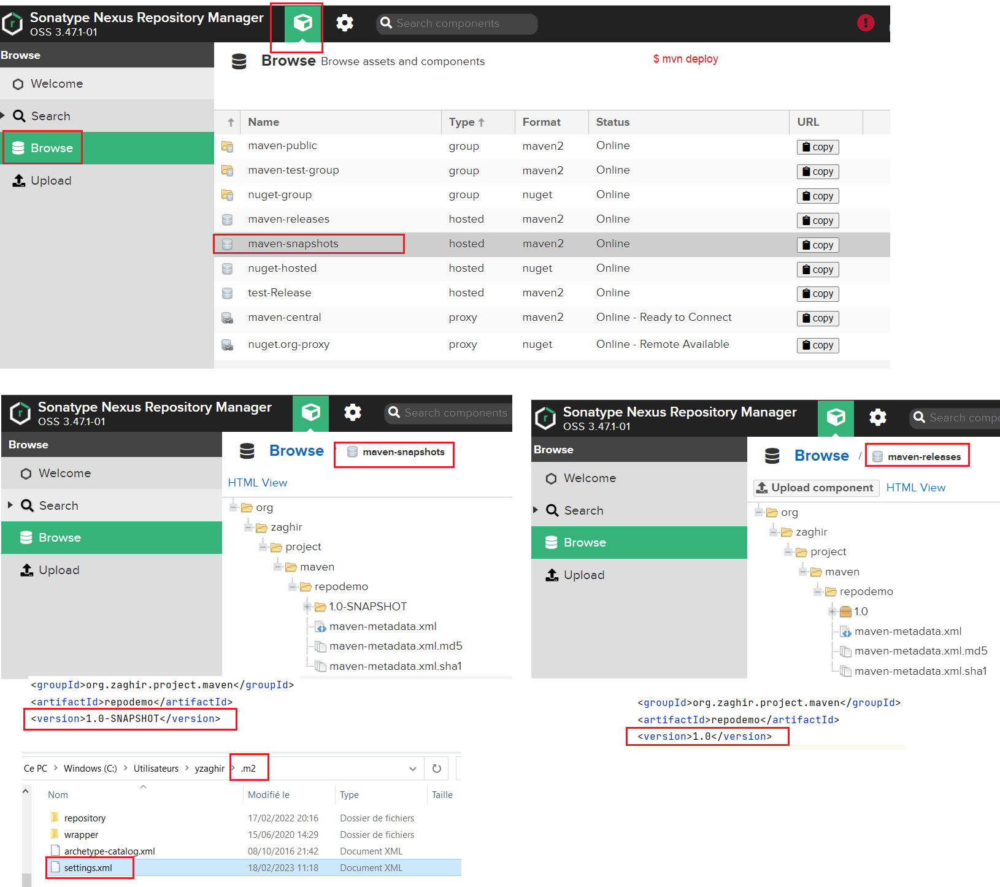 Sonatype Nexus Repository Manager
OSS 3.47.1-01
Search components
Browse
Welcome
Search
Browse
Upload
Browse Browse assets and components
$ mvn deploy
Name Type Format Status URL
maven-public group maven2 Online copy
maven-test-group group maven2 Online copy
nuget-group group nuget Online copy
maven-releases hosted maven2 Online copy
maven-snapshots hosted maven2 Online copy
nuget-hosted hosted nuget Online copy
test-Release hosted maven2 Online copy
maven-central proxy maven2 Online - Ready to Connect copy
nuget.org-proxy proxy nuget Online - Remote Available copy
Sonatype Nexus Repository Manager
OSS 3.47.1-01
Search components
Browse
Welcome
Search
Browse
Upload
Browse / maven-snapshots
HTML View
org
zaghir
project
maven
repodemo
1.0-SNAPSHOT
maven-metadata.xml
maven-metadata.xml.md5
maven-metadata.xml.sha1
<groupId>org.zaghir.project.maven</groupId>
<artifactId>repodemo</artifactId>
<version>1.0-SNAPSHOT</version>
Sonatype Nexus Repository Manager
OSS 3.47.1-01
Search compo
Browse
Welcome
Search
Browse
Upload
Browse / maven-releases
Upload component HTML View
org
zaghir
project
maven
repodemo
1.0
maven-metadata.xml
maven-metadata.xml.md5
maven-metadata.xml.sha1
<groupId>org.zaghir.project.maven</groupId>
<artifactId>repodemo</artifactId>
<version>1.0</version>
Ce PC > Windows (C:) > Utilisateurs > yzaghir > .m2
Nom Modifié le Type Taille
repository 17/02/2022 20:16 Dossier de fichiers
wrapper 15/06/2020 14:29 Dossier de fichiers
archetype-catalog.xml 08/10/2016 21:42 Document XML
settings.xml 18/02/2023 11:18 Document XML